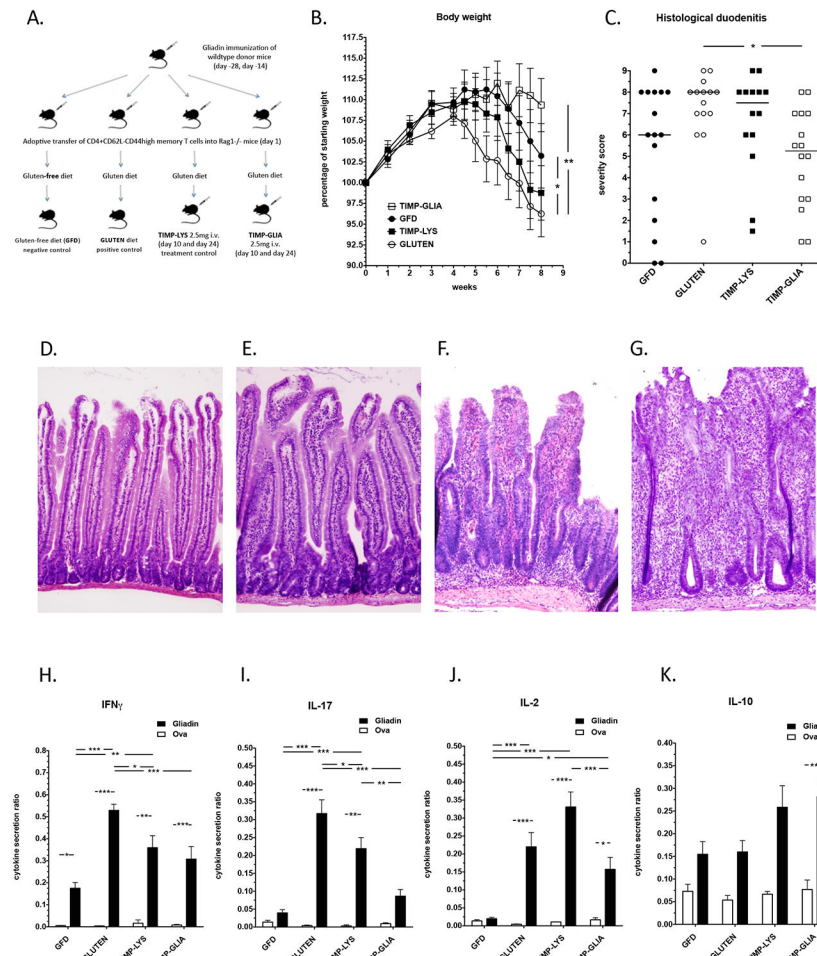 A.
Gliadin immunization of
wildtype donor mice
(day -28, day -14)
Adoptive transfer of CD4+CD62L-CD44high memory T cells into Rag1-/- mice (day 1)
Gluten-free diet
Gluten diet
Gluten diet
Gluten diet
Gluten-free diet (GFD)
negative control
GLUTEN diet
positive control
TIMP-LYS 2.5mg i.v.
(day 10 and day 24)
treatment control
TIMP-GLIA
2.5mg i.v.
(day 10 and day 24)
B.
Body weight
percentage of starting weight
117.5
115.0
112.5
110.0
107.5
105.0
102.5
100.0
97.5
95.0
92.5
90.0
TIMP-GLIA
GFD
TIMP-LYS
GLUTEN
*
**
0 1 2 3 4 5 6 7 8 9
weeks
C.
Histological duodenitis
*
severity score
9
8
7
6
5
4
3
2
1
0
GFD
GLUTEN
TIMP-LYS
TIMP-GLIA
D.
E.
F.
G.
H.
IFNγ
Gliadin
Ova
cytokine secretion ratio
0.8
0.7
0.6
0.5
0.4
0.3
0.2
0.1
0.0
***
**
*
***
*
***
**
***
GFD
GLUTEN
TIMP-LYS
TIMP-GLIA
I.
IL-17
Gliadin
Ova
cytokine secretion ratio
0.50
0.45
0.40
0.35
0.30
0.25
0.20
0.15
0.10
0.05
0.00
***
***
*
***
**
***
**
GFD
GLUTEN
TIMP-LYS
TIMP-GLIA
J.
IL-2
Gliadin
Ova
cytokine secretion ratio
0.50
0.45
0.40
0.35
0.30
0.25
0.20
0.15
0.10
0.05
0.00
***
***
*
***
***
***
*
GFD
GLUTEN
TIMP-LYS
TIMP-GLIA
K.
IL-10
Gliadin
Ova
cytokine secretion ratio
0.40
0.35
0.30
0.25
0.20
0.15
0.10
0.05
0.00
**
GFD
GLUTEN
TIMP-LYS